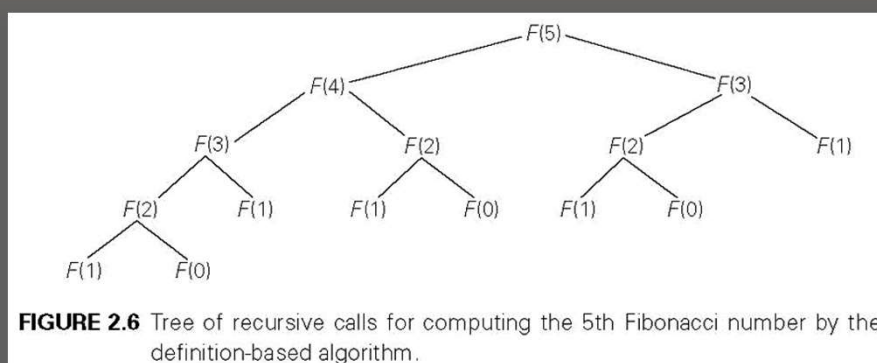 F(5)
F(4) F(3)
F(3) F(2) F(2) F(1)
F(2) F(1) F(1) F(0) F(1) F(0)
F(1) F(0)
FIGURE 2.6 Tree of recursive calls for computing the 5th Fibonacci number by the
definition-based algorithm.